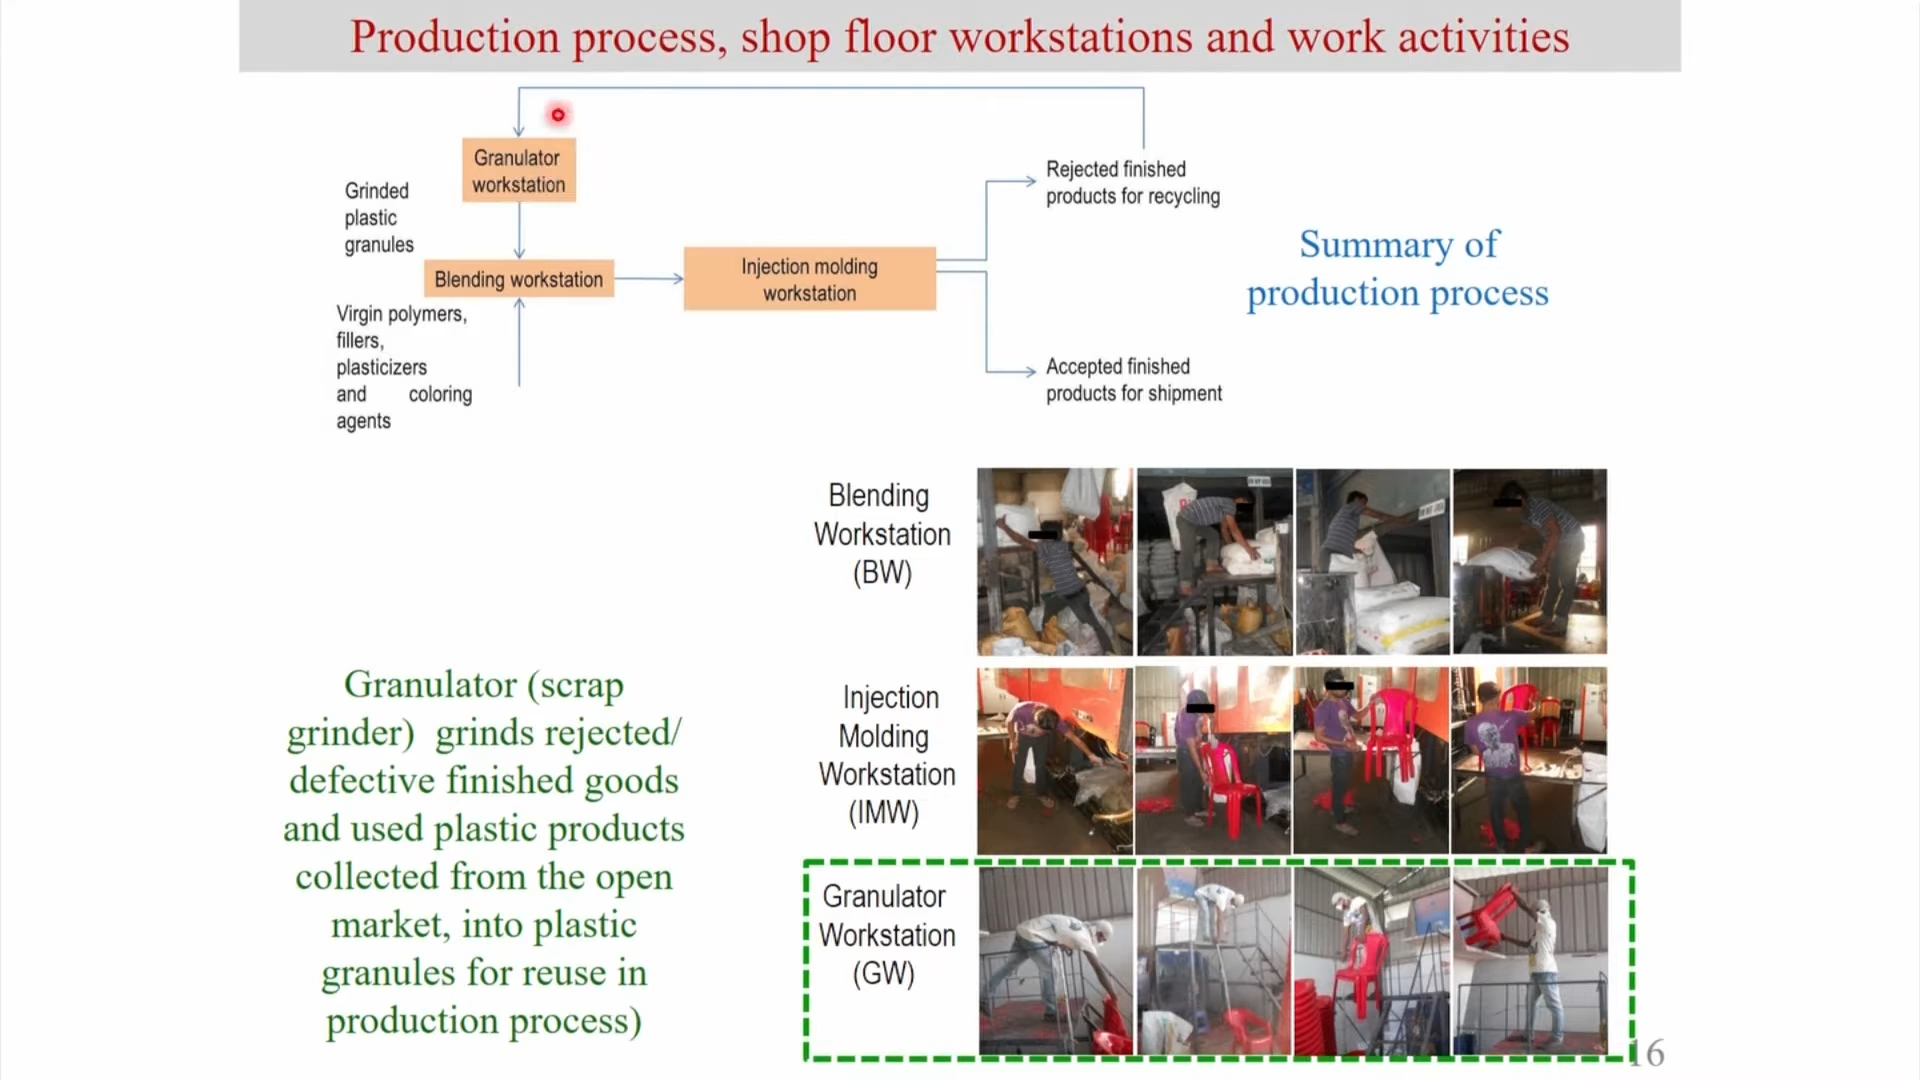 Production process, shop floor workstations and work activities
Granulator
workstation
Grinded
plastic
granules
Blending workstation
Virgin polymers,
fillers,
plasticizers
and coloring
agents
Injection molding
workstation
Rejected finished
products for recycling
Accepted finished
products for shipment
Summary of
production process
Granulator (scrap
grinder) grinds rejected/
defective finished goods
and used plastic products
collected from the open
market, into plastic
granules for reuse in
production process)
Blending
Workstation
(BW)
Injection
Molding
Workstation
(IMW)
Granulator
Workstation
(GW)
16